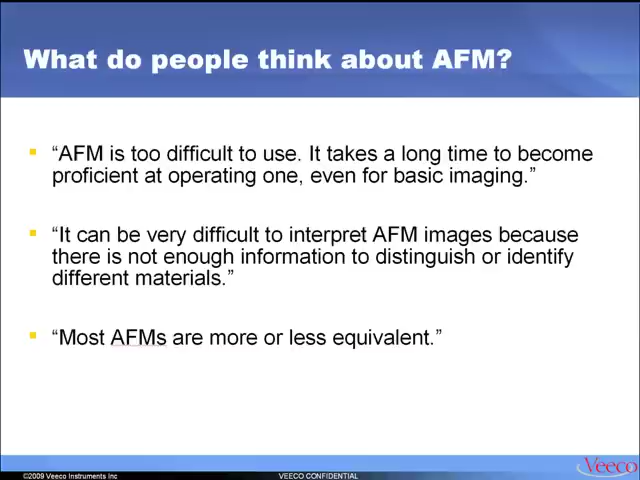 What do people think about AFM?
“AFM is too difficult to use. It takes a long time to become
proficient at operating one, even for basic imaging.”
“It can be very difficult to interpret AFM images because
there is not enough information to distinguish or identify
different materials.”
“Most AFMs are more or less equivalent.”
©2009 Veeco Instruments Inc
VEECO CONFIDENTIAL
Veeco